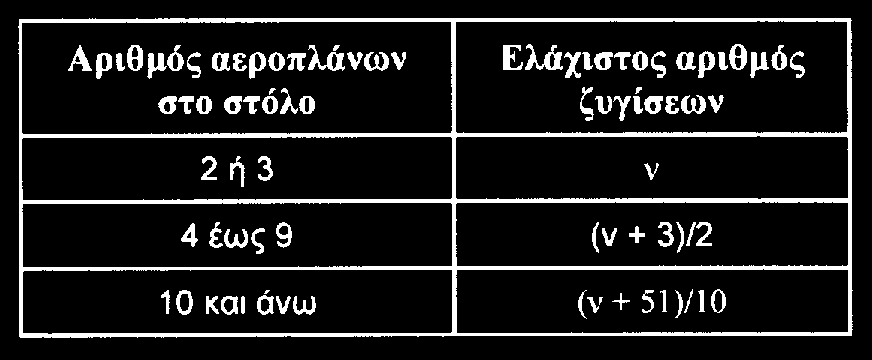 Αριθμός αεροπλάνων
στο στόλο
Ελάχιστος αριθμός
ζυγίσεων
2 ή 3
ν
4 έως 9
(ν + 3)/2
10 και άνω
(ν + 51)/10